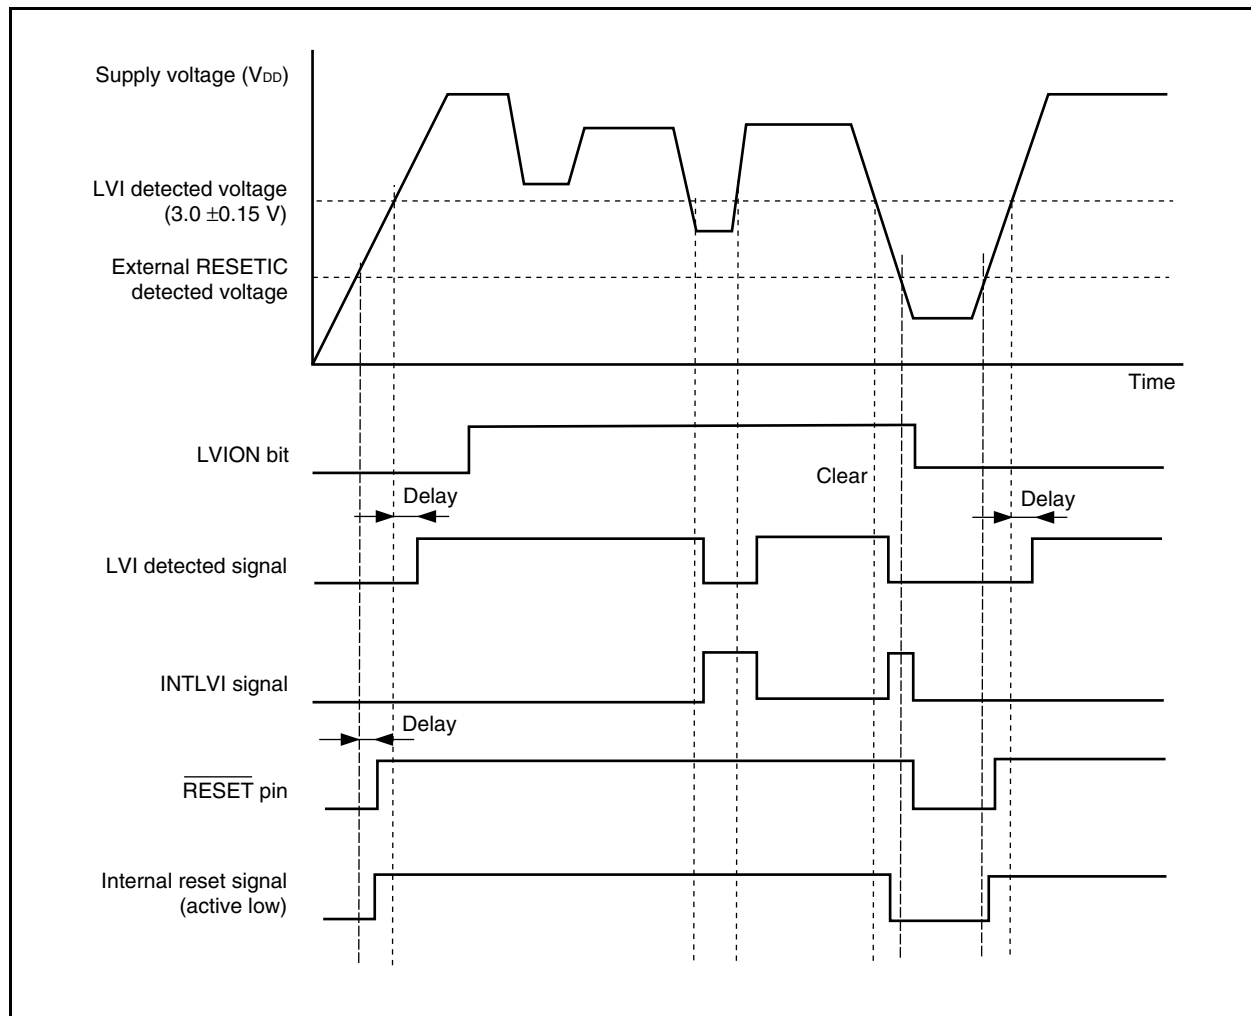 Supply voltage (VDD)
LVI detected voltage
(3.0 ±0.15 V)
External RESETIC
detected voltage
Time
LVION bit
Clear
Delay
Delay
LVI detected signal
INTLVI signal
Delay
RESET pin
Internal reset signal
(active low)